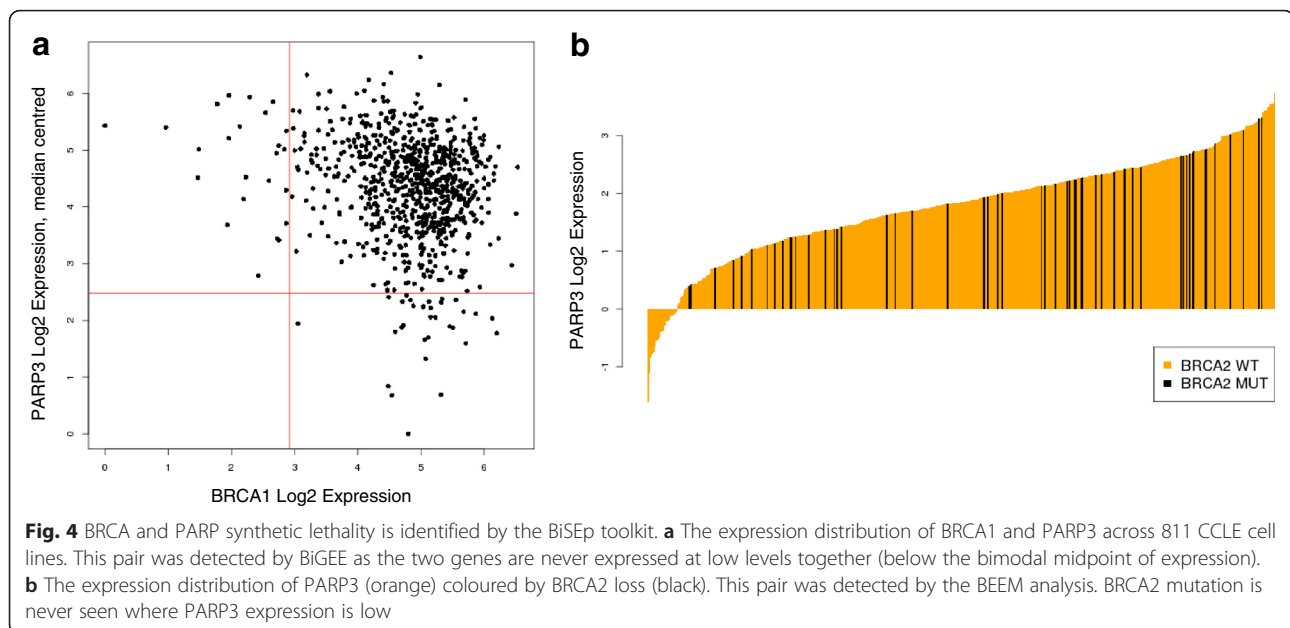 a
PARP3 Log2 Expression, median centred
6
5
4
3
2
1
0
0 1 2 3 4 5 6
BRCA1 Log2 Expression
b
PARP3 Log2 Expression
3
2
1
0
-1
BRCA2 WT
BRCA2 MUT
Fig. 4 BRCA and PARP synthetic lethality is identified by the BiSEp toolkit. a The expression distribution of BRCA1 and PARP3 across 811 CCLE cell
lines. This pair was detected by BiGEE as the two genes are never expressed at low levels together (below the bimodal midpoint of expression).
b The expression distribution of PARP3 (orange) coloured by BRCA2 loss (black). This pair was detected by the BEEM analysis. BRCA2 mutation is
never seen where PARP3 expression is low